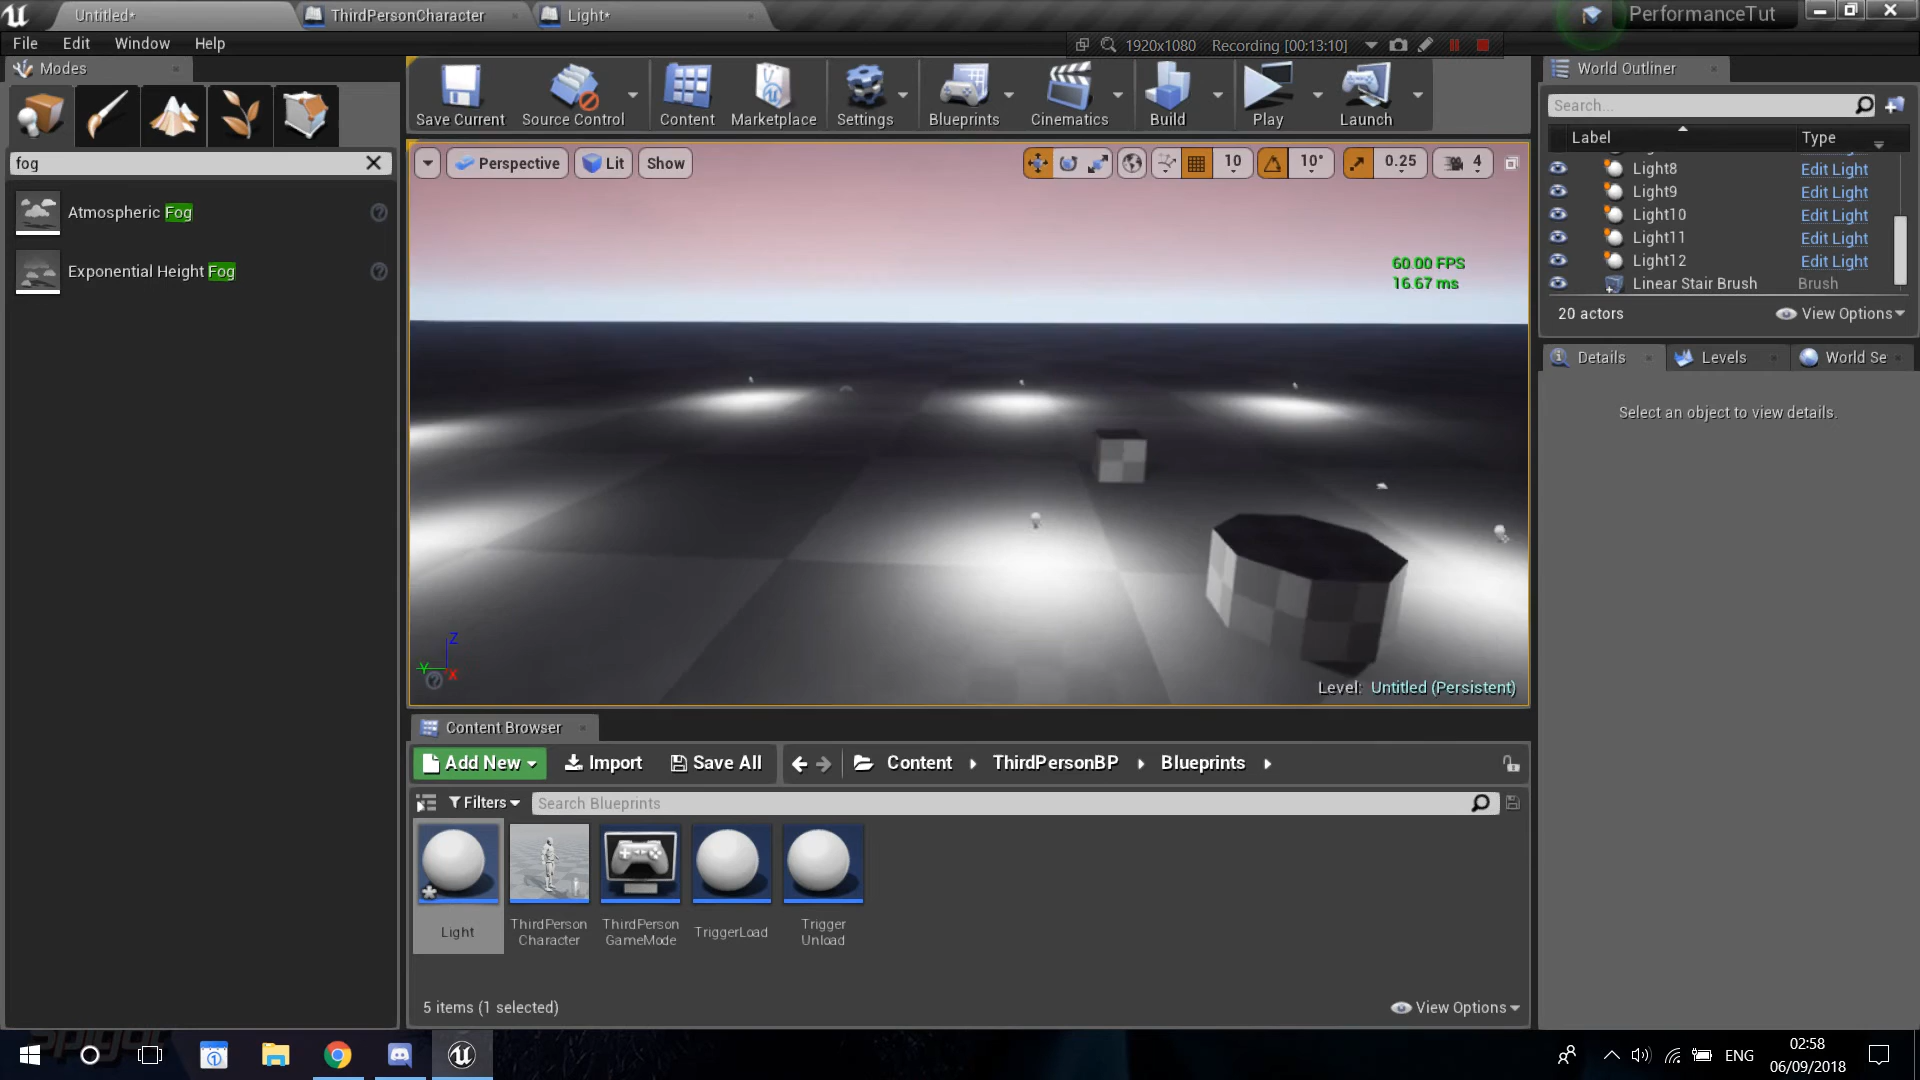 Untitled*
ThirdPersonCharacter
Light*
PerformanceTut
File Edit Window Help
1920x1080 Recording [00:13:10]
Modes
fog
Atmospheric Fog
Exponential Height Fog
Save Current
Source Control
Content
Marketplace
Settings
Blueprints
Cinematics
Build
Play
Launch
Perspective
Lit
Show
10
10°
0.25
4
60.00 FPS
16.67 ms
Z
Y
X
Level: Untitled (Persistent)
World Outliner
Search...
Label Type
Light8 Edit Light
Light9 Edit Light
Light10 Edit Light
Light11 Edit Light
Light12 Edit Light
Linear Stair Brush Brush
20 actors
View Options
Details
Levels
World Se
Select an object to view details.
Content Browser
Add New
Import
Save All
Content
ThirdPersonBP
Blueprints
Filters
Search Blueprints
Light
ThirdPerson
Character
ThirdPerson
GameMode
TriggerLoad
Trigger
Unload
5 items (1 selected)
View Options
ENG
02:58
06/09/2018